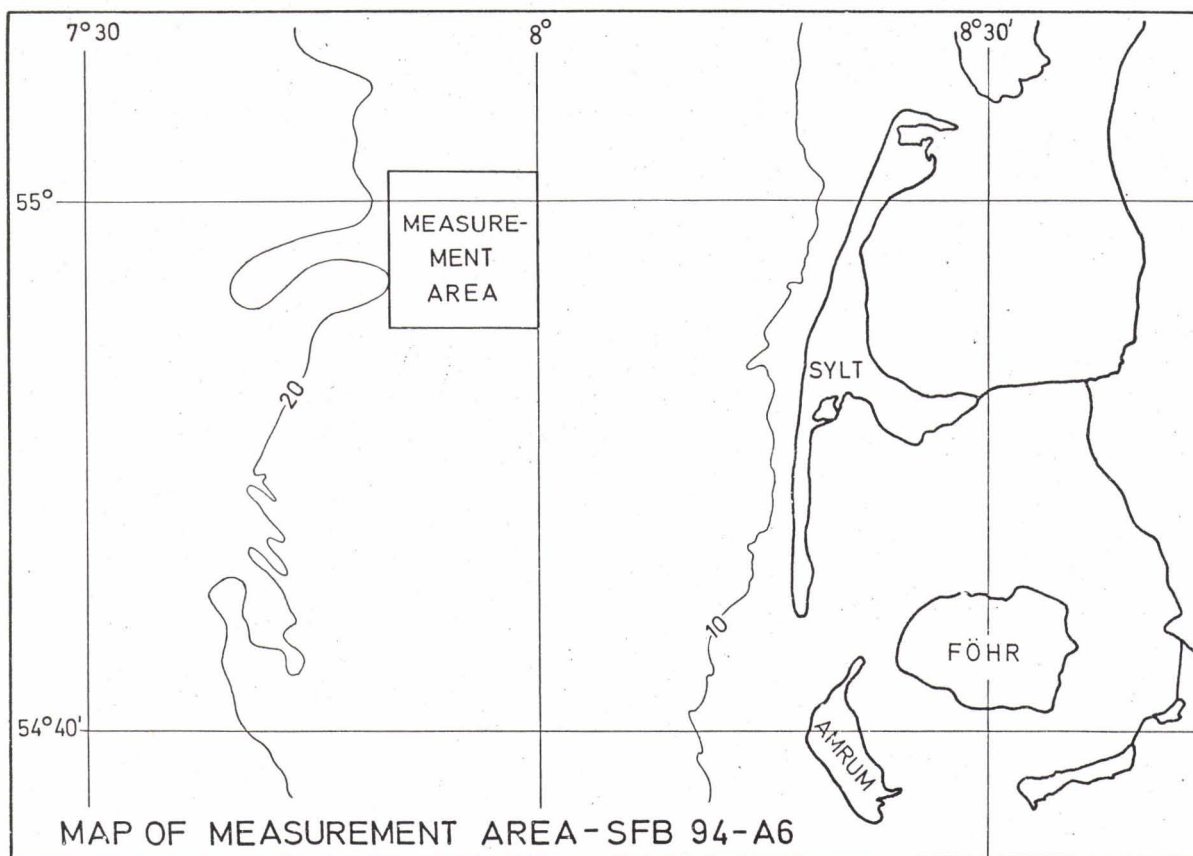 7°30
8°
8°30'
55°
MEASURE-
MENT
AREA
SYLT
20
10
FÖHR
54°40'
AMRUM
MAP OF MEASUREMENT AREA-SFB 94-A6